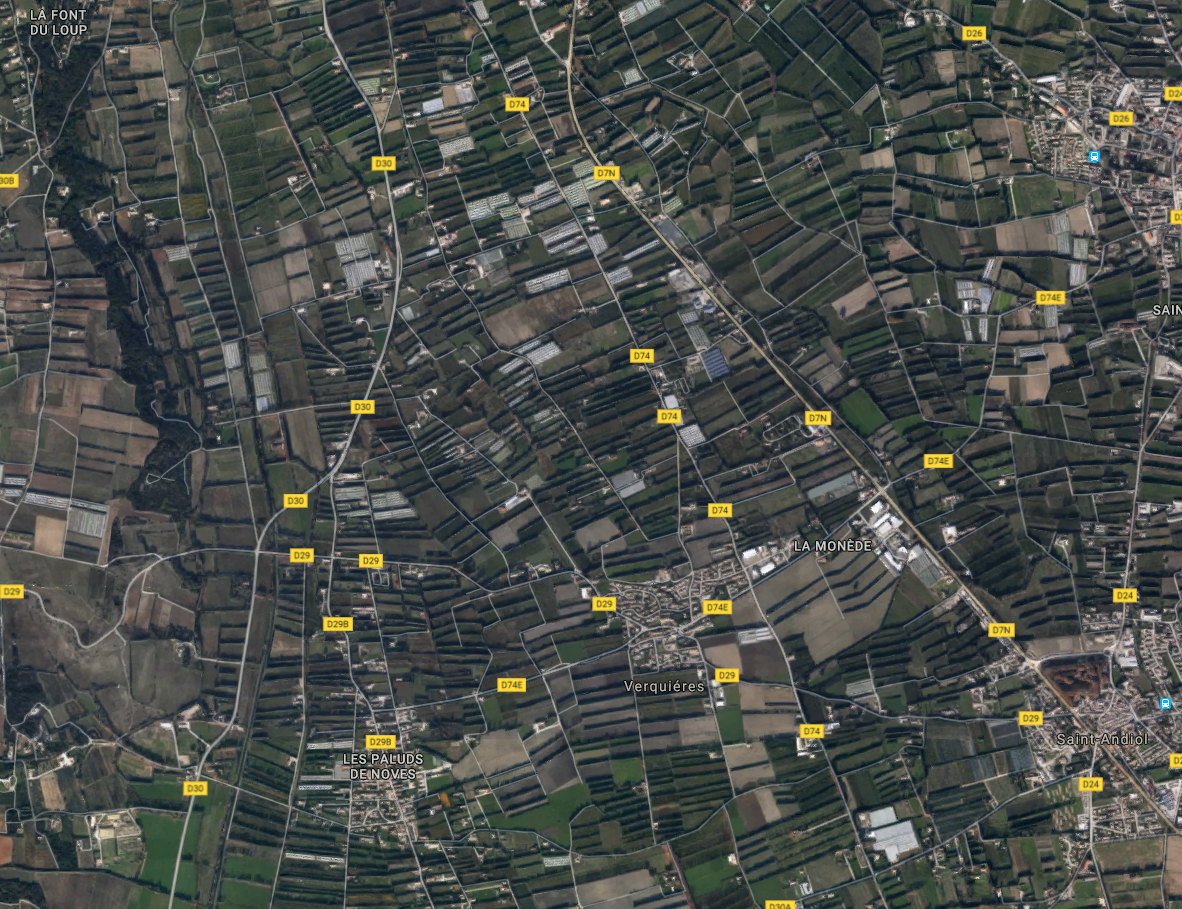 LA FONT
DU LOUP
D26
D24
D74
D26
D30
D7N
30B
D74E
SAIN
D74
D30
D74
D7N
D74E
D30
D74
LA MONÈDE
D29
D29
D29
D29
D74E
D24
D29B
D7N
D29
D74E
Verquiéres
D29
D74
D29B
Saint-Andiol
LES PALUDS
DE NOVES
D30
D24
D30A